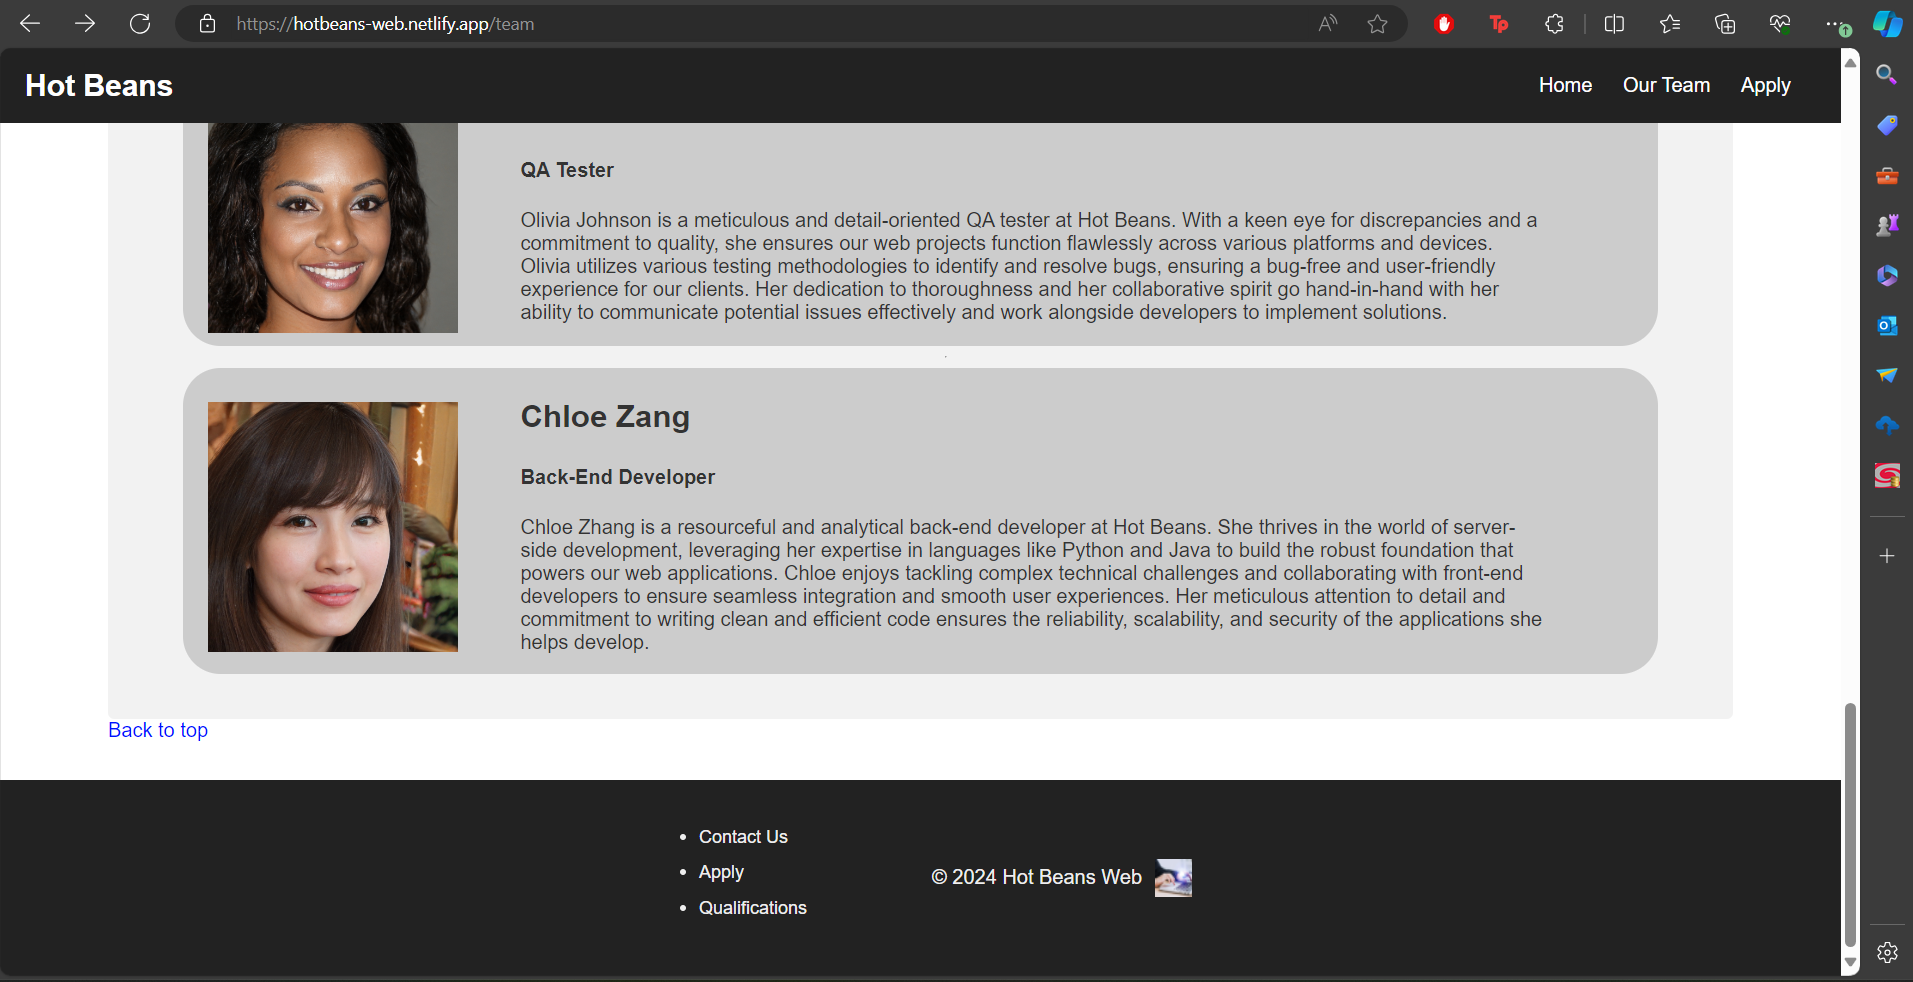 https://hotbeans-web.netlify.app/team
Hot Beans
Home
Our Team
Apply
QA Tester
Olivia Johnson is a meticulous and detail-oriented QA tester at Hot Beans. With a keen eye for discrepancies and a
commitment to quality, she ensures our web projects function flawlessly across various platforms and devices.
Olivia utilizes various testing methodologies to identify and resolve bugs, ensuring a bug-free and user-friendly
experience for our clients. Her dedication to thoroughness and her collaborative spirit go hand-in-hand with her
ability to communicate potential issues effectively and work alongside developers to implement solutions.
Chloe Zang
Back-End Developer
Chloe Zhang is a resourceful and analytical back-end developer at Hot Beans. She thrives in the world of server-
side development, leveraging her expertise in languages like Python and Java to build the robust foundation that
powers our web applications. Chloe enjoys tackling complex technical challenges and collaborating with front-end
developers to ensure seamless integration and smooth user experiences. Her meticulous attention to detail and
commitment to writing clean and efficient code ensures the reliability, scalability, and security of the applications she
helps develop.
Back to top
• Contact Us
• Apply
• Qualifications
© 2024 Hot Beans Web